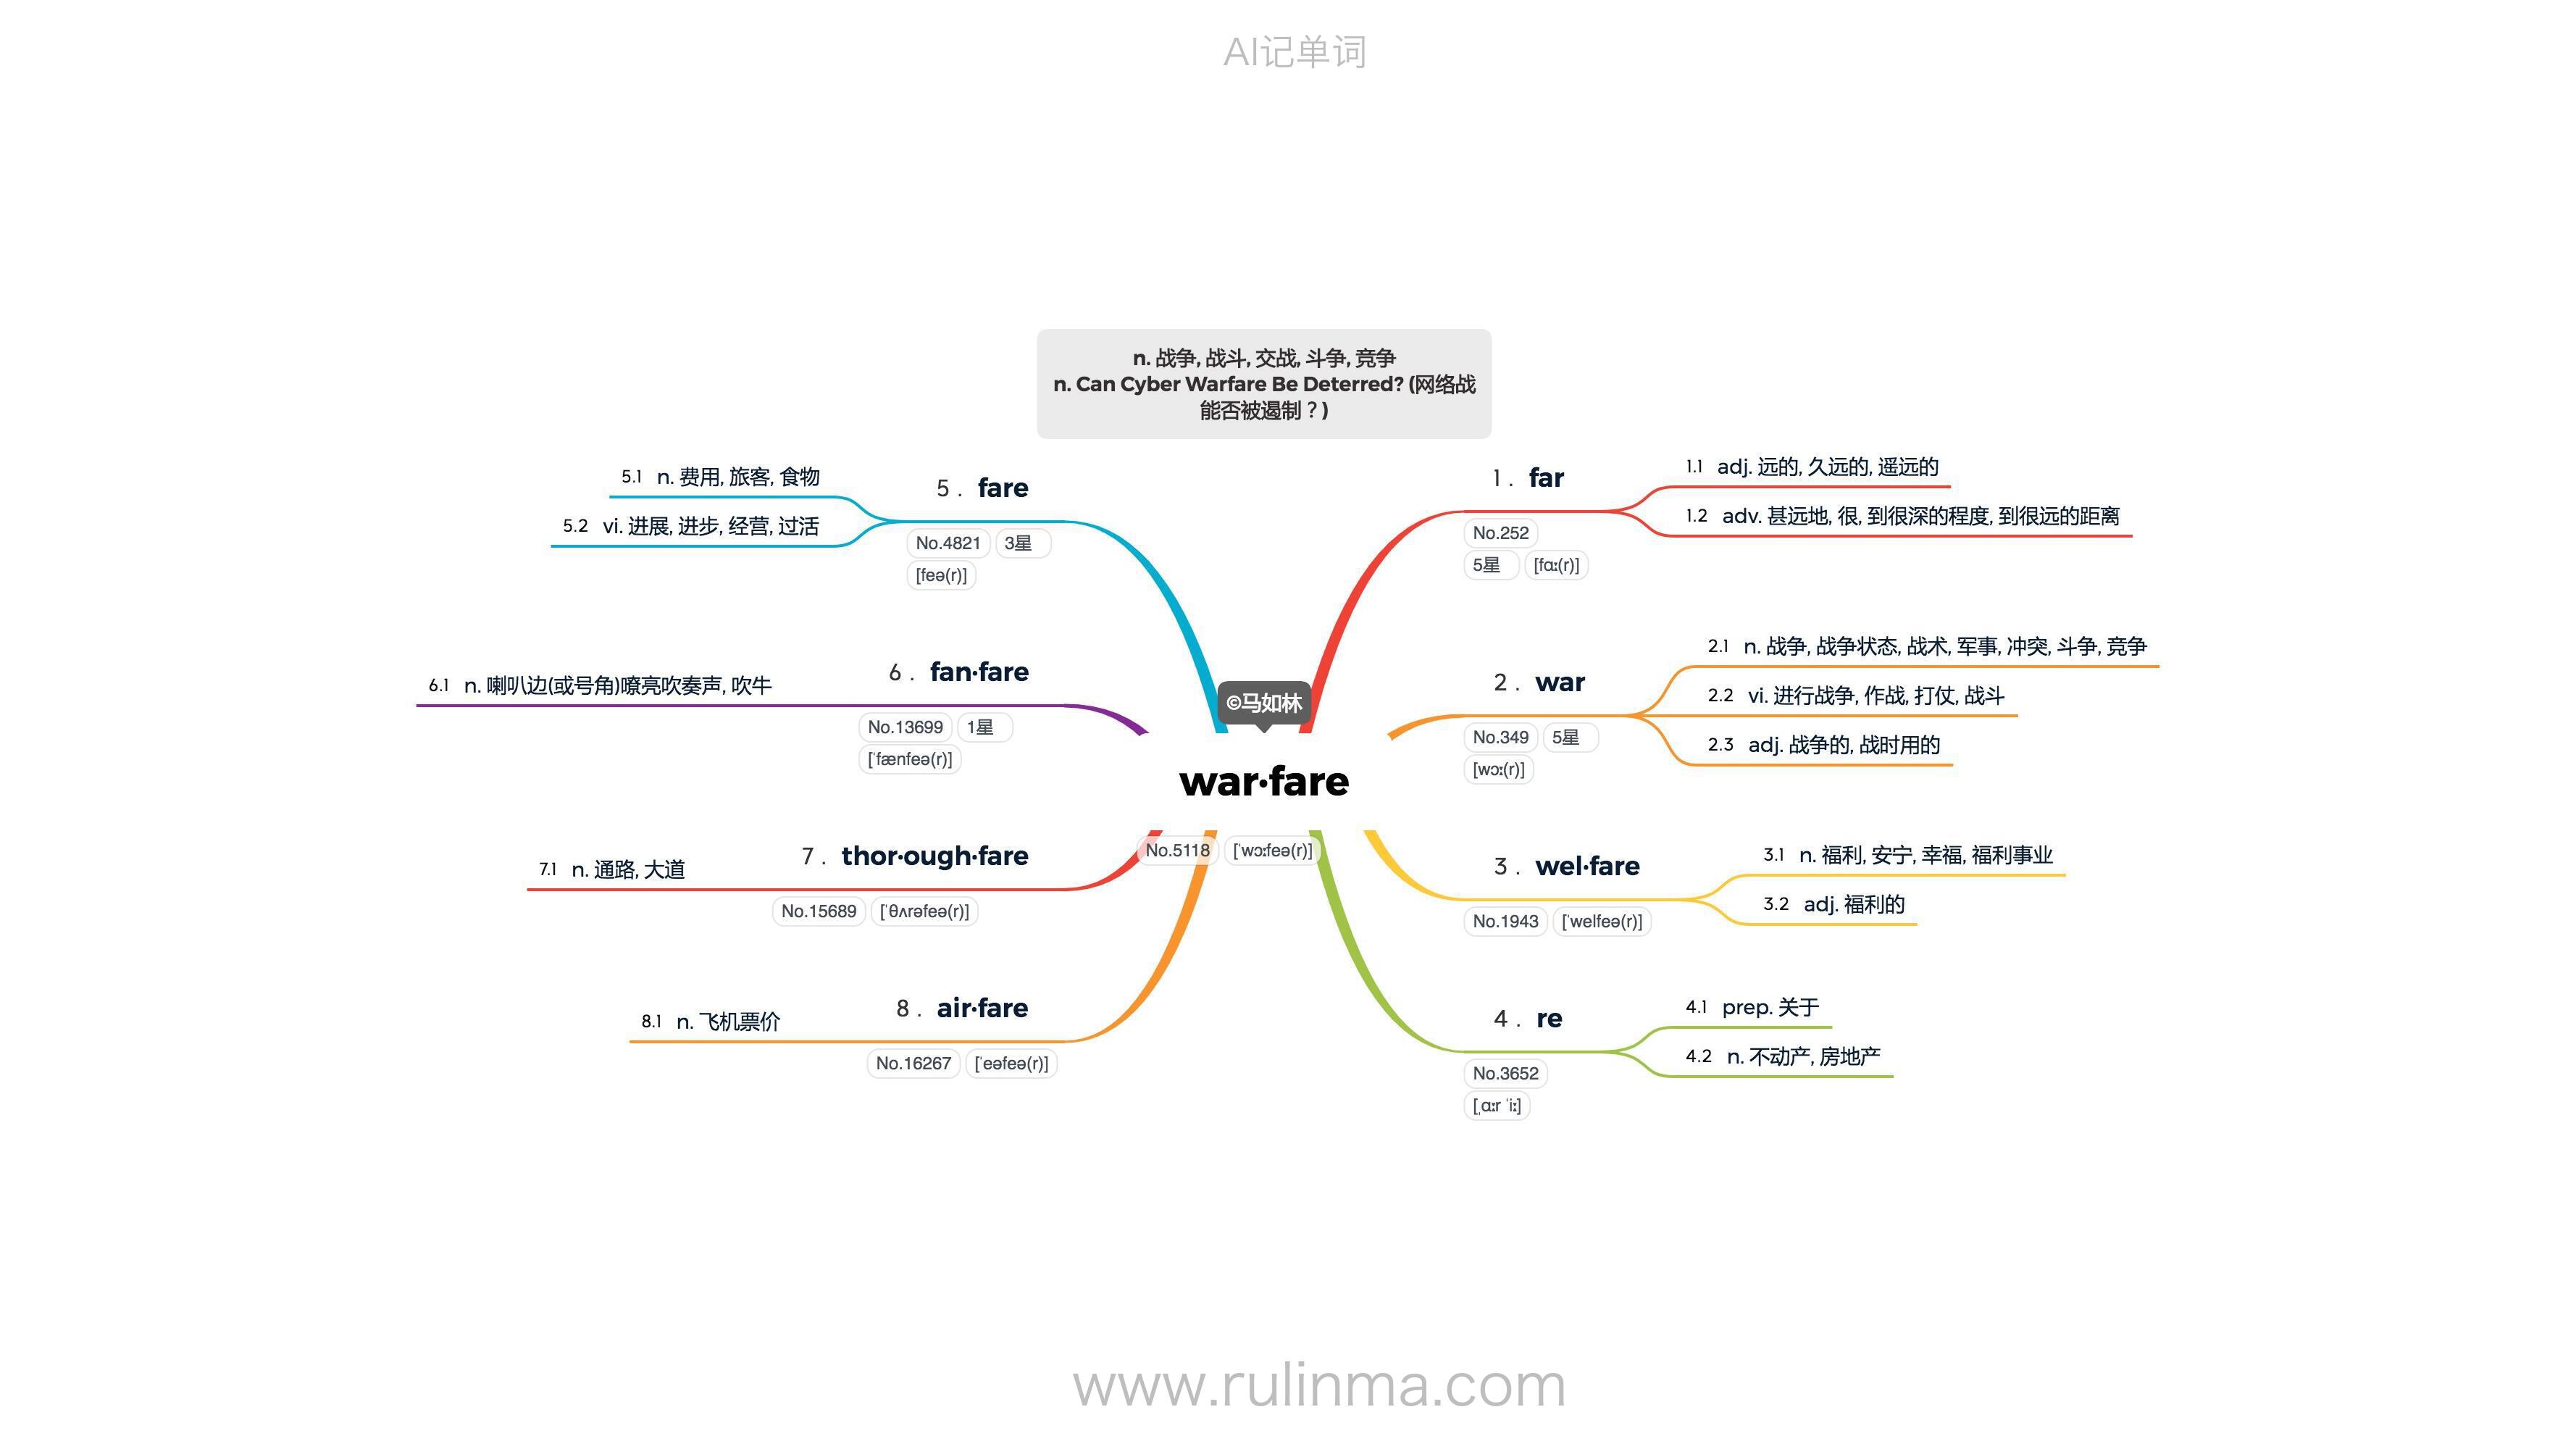 AI记单词
n. 战争, 战斗, 交战, 斗争, 竞争
n. Can Cyber Warfare Be Deterred? (网络战
能否被遏制？)
©马如林
war·fare
No.5118 [ˈwɔːfeə(r)]
1. far
No.252
5星 [fɑː(r)]
1.1 adj. 远的, 久远的, 遥远的
1.2 adv. 甚远地, 很, 到很深的程度, 到很远的距离
2. war
No.349 5星
[wɔː(r)]
2.1 n. 战争, 战争状态, 战术, 军事, 冲突, 斗争, 竞争
2.2 vi. 进行战争, 作战, 打仗, 战斗
2.3 adj. 战争的, 战时用的
3. wel·fare
No.1943 [ˈwelfeə(r)]
3.1 n. 福利, 安宁, 幸福, 福利事业
3.2 adj. 福利的
4. re
No.3652
[ˌɑːr ˈiː]
4.1 prep. 关于
4.2 n. 不动产, 房地产
5. fare
No.4821 3星
[feə(r)]
5.1 n. 费用, 旅客, 食物
5.2 vi. 进展, 进步, 经营, 过活
6. fan·fare
No.13699 1星
[ˈfænfeə(r)]
6.1 n. 喇叭边(或号角)嘹亮吹奏声, 吹牛
7. thor·ough·fare
No.15689 [ˈθʌrəfeə(r)]
7.1 n. 通路, 大道
8. air·fare
No.16267 [ˈeəfeə(r)]
8.1 n. 飞机票价
www.rulinma.com